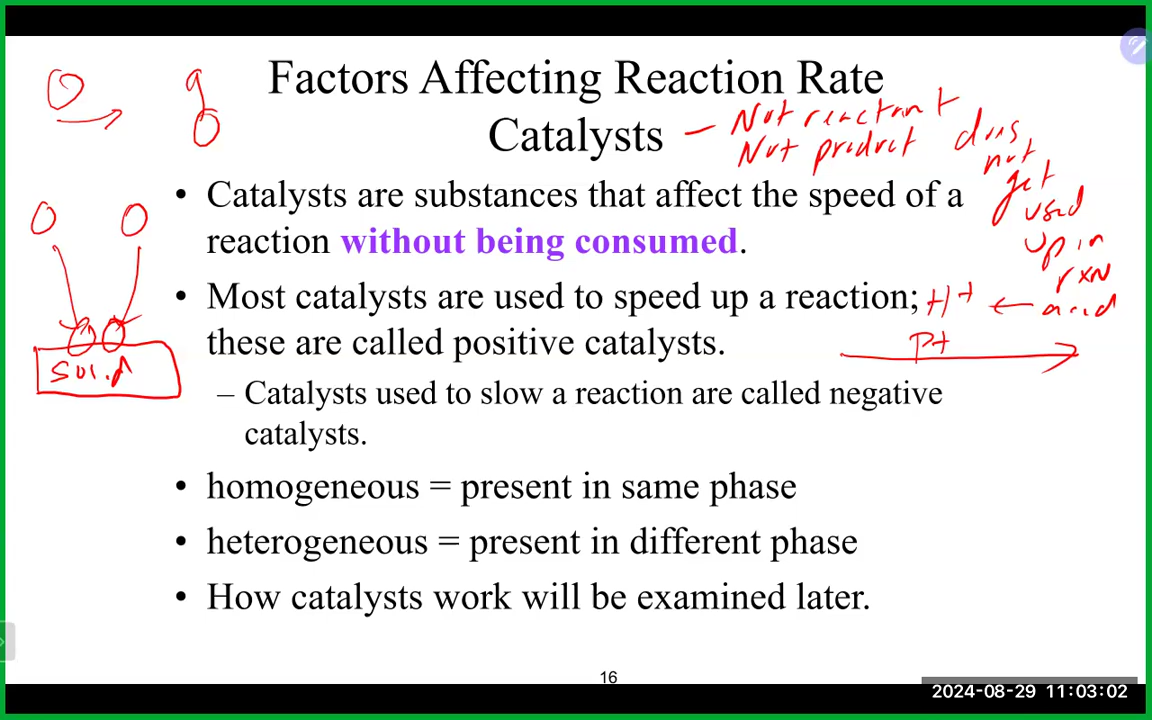 Factors Affecting Reaction Rate
Catalysts – Not reactant
Not product
does
not
get
used
up in
rxn
• Catalysts are substances that affect the speed of a
reaction without being consumed.
• Most catalysts are used to speed up a reaction; H+ ← acid
these are called positive catalysts.
Pt
solid
– Catalysts used to slow a reaction are called negative
catalysts.
• homogeneous = present in same phase
• heterogeneous = present in different phase
• How catalysts work will be examined later.
16
2024-08-29 11:03:02